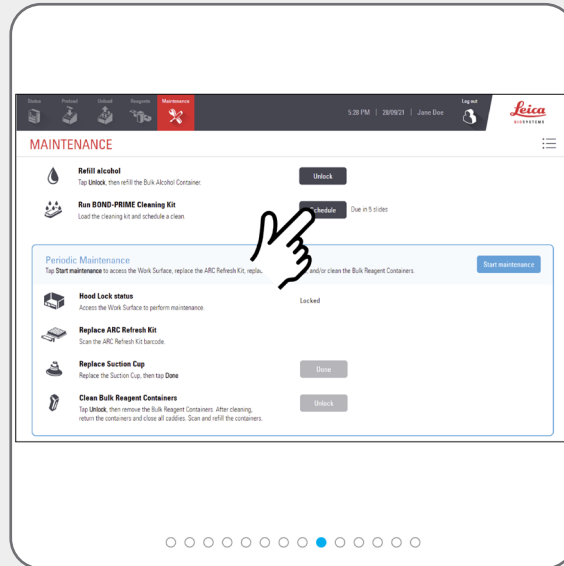 Status Preload Unload Reagents Maintenance
5:28 PM | 28/09/21 | Jane Doe
Log out
Leica
BIOSYSTEMS
MAINTENANCE
Refill alcohol
Tap Unlock, then refill the Bulk Alcohol Container.
Unlock
Run BOND-PRIME Cleaning Kit
Load the cleaning kit and schedule a clean.
Schedule Due in 5 slides
Periodic Maintenance
Tap Start maintenance to access the Work Surface, replace the ARC Refresh Kit, and/or clean the Bulk Reagent Containers.
Start maintenance
Hood Lock status
Access the Work Surface to perform maintenance.
Locked
Replace ARC Refresh Kit
Scan the ARC Refresh Kit barcode.
Replace Suction Cup
Replace the Suction Cup, then tap Done
Done
Clean Bulk Reagent Containers
Tap Unlock, then remove the Bulk Reagent Containers. After cleaning,
return the containers and close all caddies. Scan and refill the containers.
Unlock